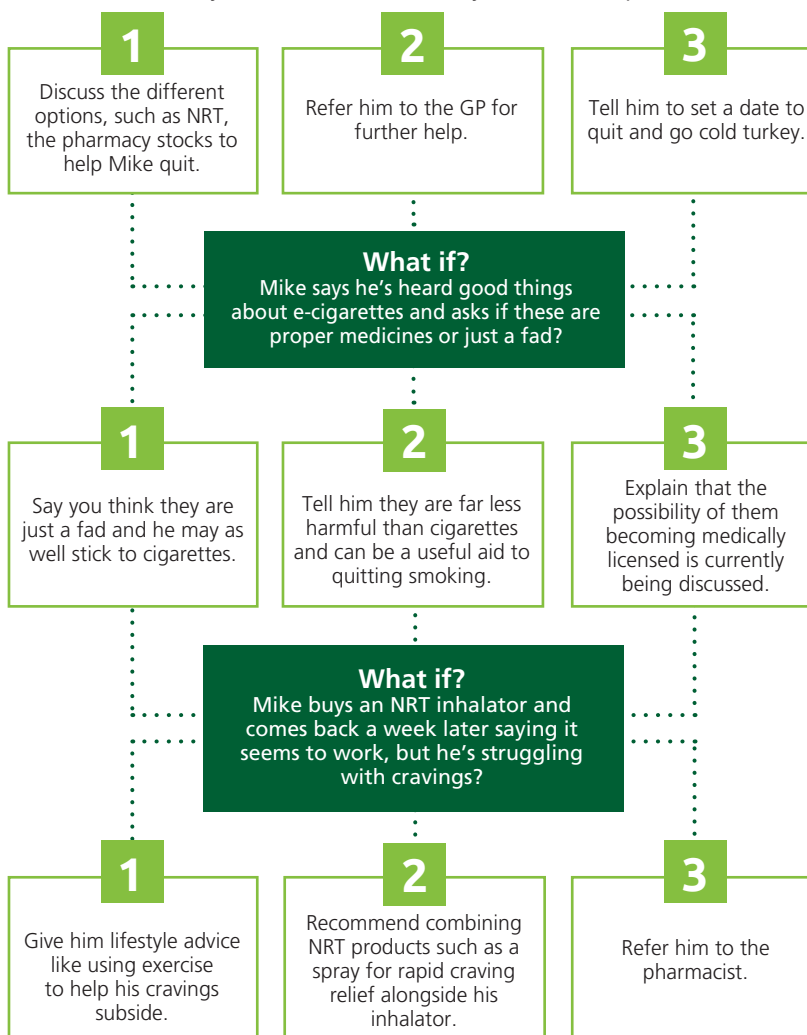 1
Discuss the different
options, such as NRT,
the pharmacy stocks to
help Mike quit.
2
Refer him to the GP for
further help.
3
Tell him to set a date to
quit and go cold turkey.
What if?
Mike says he's heard good things
about e-cigarettes and asks if these are
proper medicines or just a fad?
1
Say you think they are
just a fad and he may as
well stick to cigarettes.
2
Tell him they are far less
harmful than cigarettes
and can be a useful aid to
quitting smoking.
3
Explain that the
possibility of them
becoming medically
licensed is currently
being discussed.
What if?
Mike buys an NRT inhalator and
comes back a week later saying it
seems to work, but he's struggling
with cravings?
1
Give him lifestyle advice
like using exercise
to help his cravings
subside.
2
Recommend combining
NRT products such as a
spray for rapid craving
relief alongside his
inhalator.
3
Refer him to the
pharmacist.